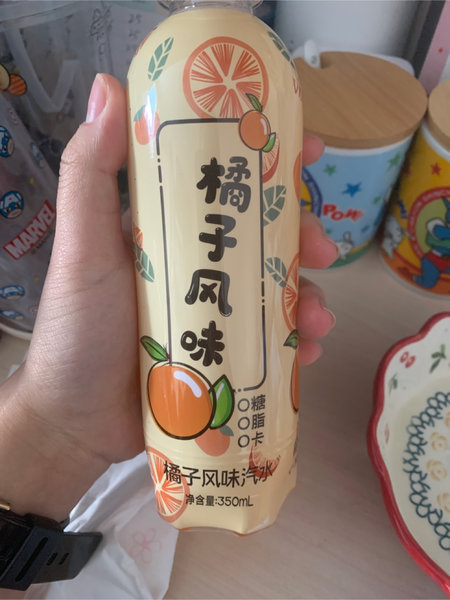 橘子风味
0糖
0脂
0卡
橘子风味汽水
净含量:350mL
MARVEL
POW